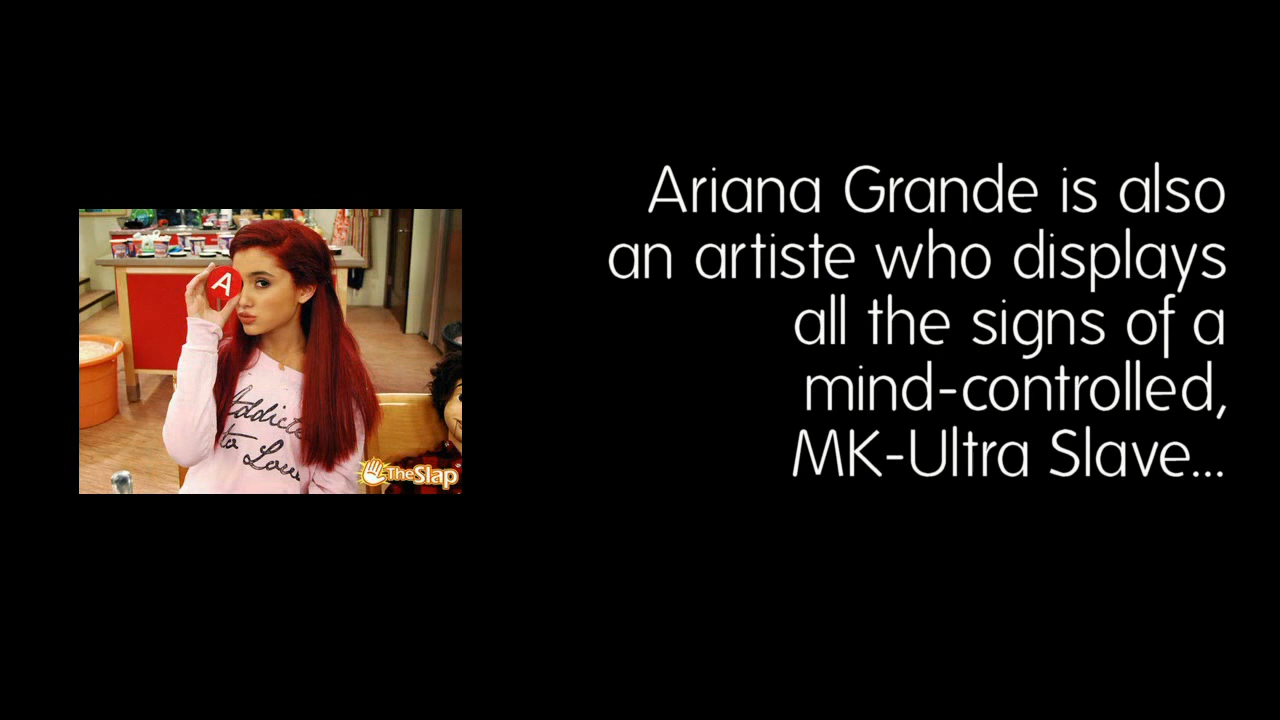 A
Addicte
to Love
TheSlap
Ariana Grande is also
an artiste who displays
all the signs of a
mind-controlled,
MK-Ultra Slave...